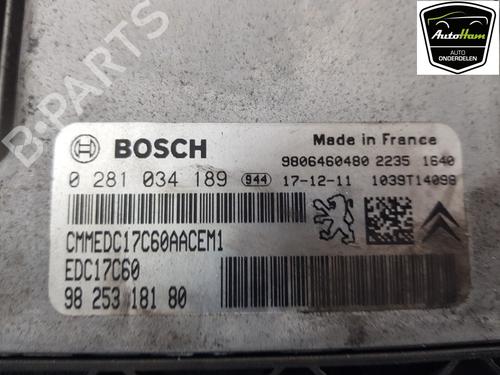 AutoHam
AUTO
ONDERDELEN
B-PARTS
BOSCH
Made in France
9806460480 2235 1640
0 281 034 189 944 17-12-11 1039T14098
CMMEDC17C60AACEM1
EDC17C60
98 253 181 80